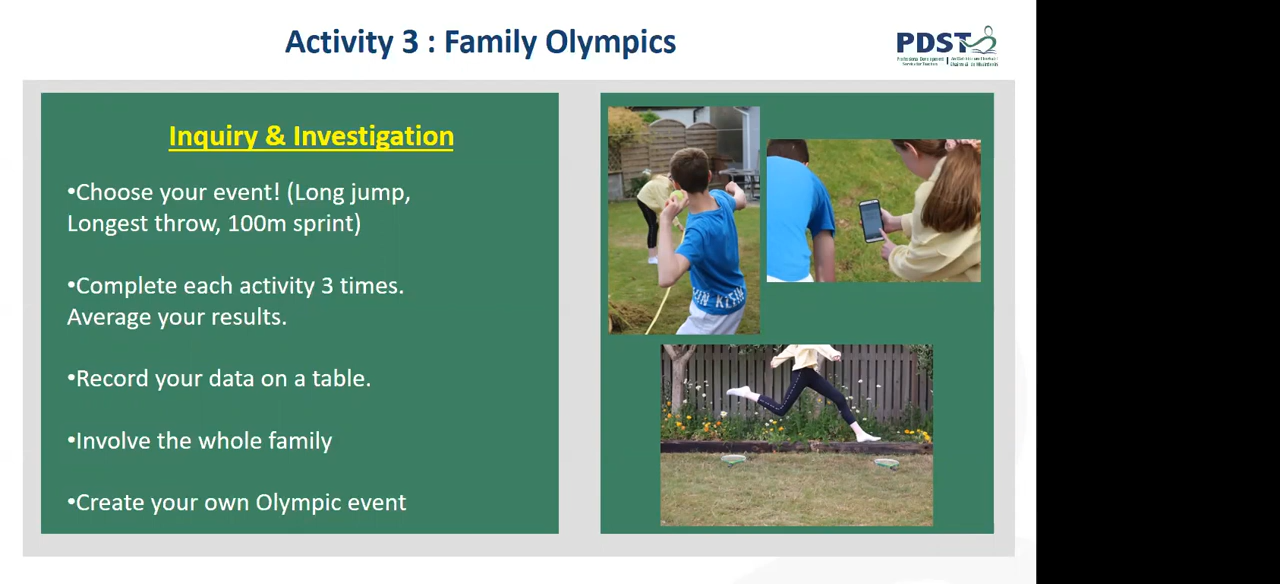 Activity 3 : Family Olympics
PDST
Inquiry & Investigation
•Choose your event! (Long jump,
Longest throw, 100m sprint)
•Complete each activity 3 times.
Average your results.
•Record your data on a table.
•Involve the whole family
•Create your own Olympic event